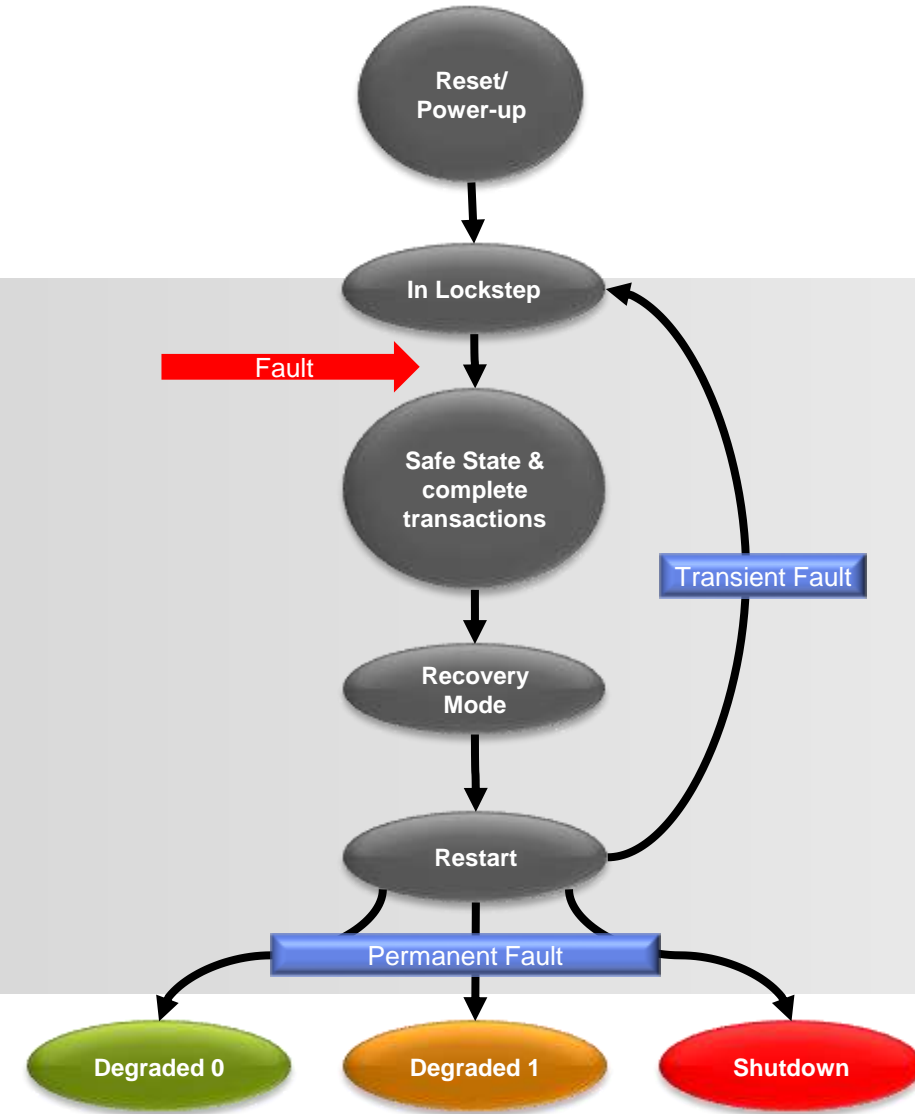 Reset/
Power-up
In Lockstep
Fault
Safe State &
complete
transactions
Transient Fault
Recovery
Mode
Restart
Permanent Fault
Degraded 0
Degraded 1
Shutdown